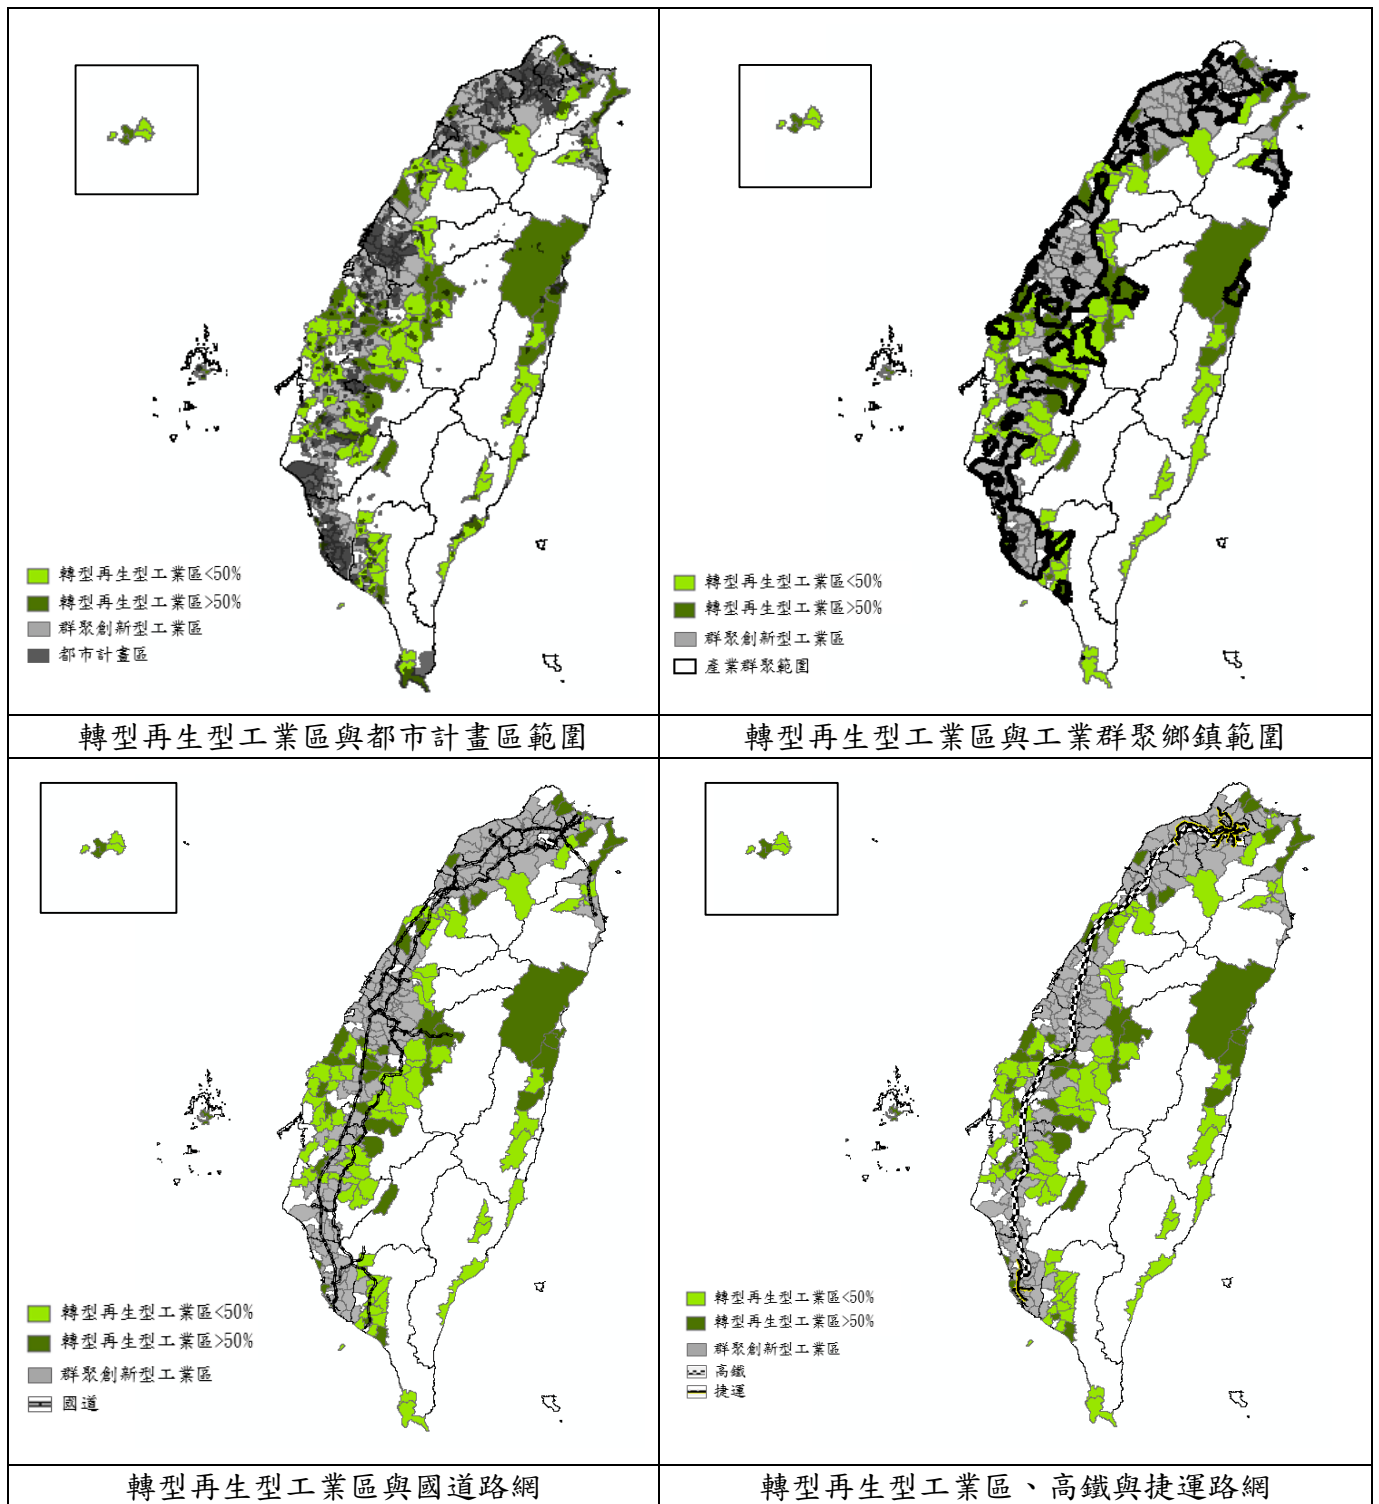 轉型再生型工業區<50%
轉型再生型工業區>50%
群聚創新型工業區
都市計畫區
轉型再生型工業區與都市計畫區範圍
轉型再生型工業區<50%
轉型再生型工業區>50%
群聚創新型工業區
產業群聚範圍
轉型再生型工業區與工業群聚鄉鎮範圍
轉型再生型工業區<50%
轉型再生型工業區>50%
群聚創新型工業區
國道
轉型再生型工業區與國道路網
轉型再生型工業區<50%
轉型再生型工業區>50%
群聚創新型工業區
高鐵
捷運
轉型再生型工業區、高鐵與捷運路網